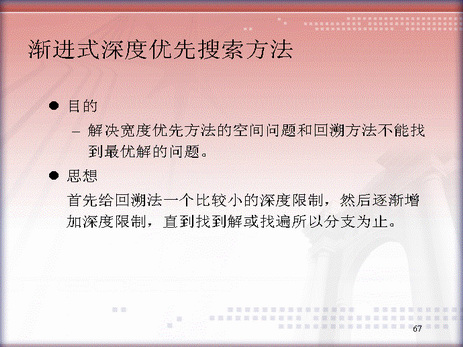 渐进式深度优先搜索方法
● 目的
– 解决宽度优先方法的空间问题和回溯方法不能找
到最优解的问题。
● 思想
首先给回溯法一个比较小的深度限制，然后逐渐增
加深度限制，直到找到解或找遍所以分支为止。
67